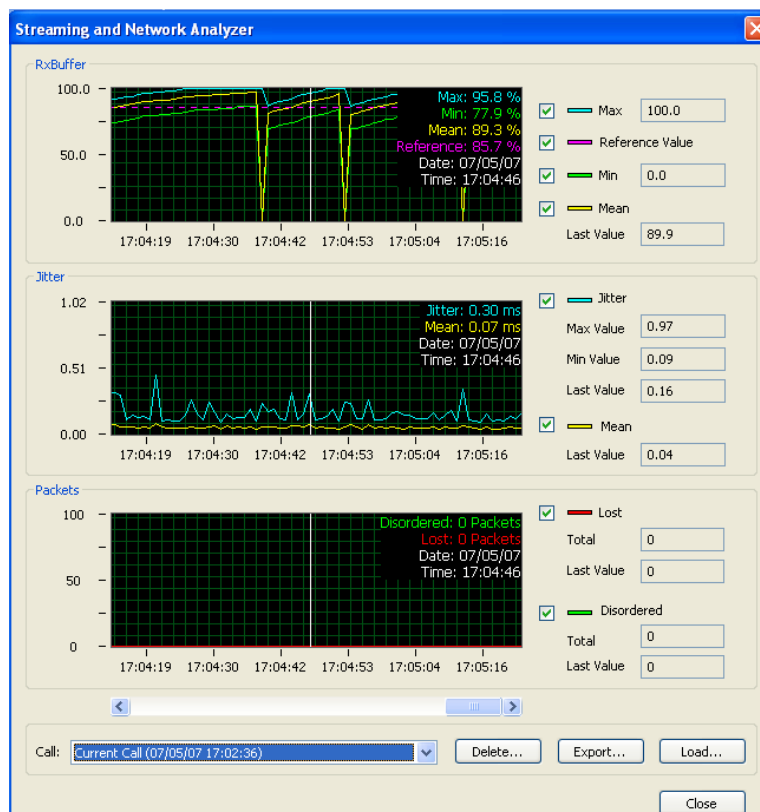 Streaming and Network Analyzer
RxBuffer
100.0
50.0
0.0
Max: 95.8 %
Min: 77.9 %
Mean: 89.3 %
Reference: 85.7 %
Date: 07/05/07
Time: 17:04:46
17:04:19 17:04:30 17:04:42 17:04:53 17:05:04 17:05:16
Max 100.0
Reference Value
Min 0.0
Mean
Last Value 89.9
Jitter
1.02
0.51
0.00
Jitter: 0.30 ms
Mean: 0.07 ms
Date: 07/05/07
Time: 17:04:46
17:04:19 17:04:30 17:04:42 17:04:53 17:05:04 17:05:16
Jitter
Max Value 0.97
Min Value 0.09
Last Value 0.16
Mean
Last Value 0.04
Packets
100
50
0
Disordered: 0 Packets
Lost: 0 Packets
Date: 07/05/07
Time: 17:04:46
17:04:19 17:04:30 17:04:42 17:04:53 17:05:04 17:05:16
Lost
Total 0
Last Value 0
Disordered
Total 0
Last Value 0
Call: Current Call (07/05/07 17:02:36) Delete... Export... Load...
Close